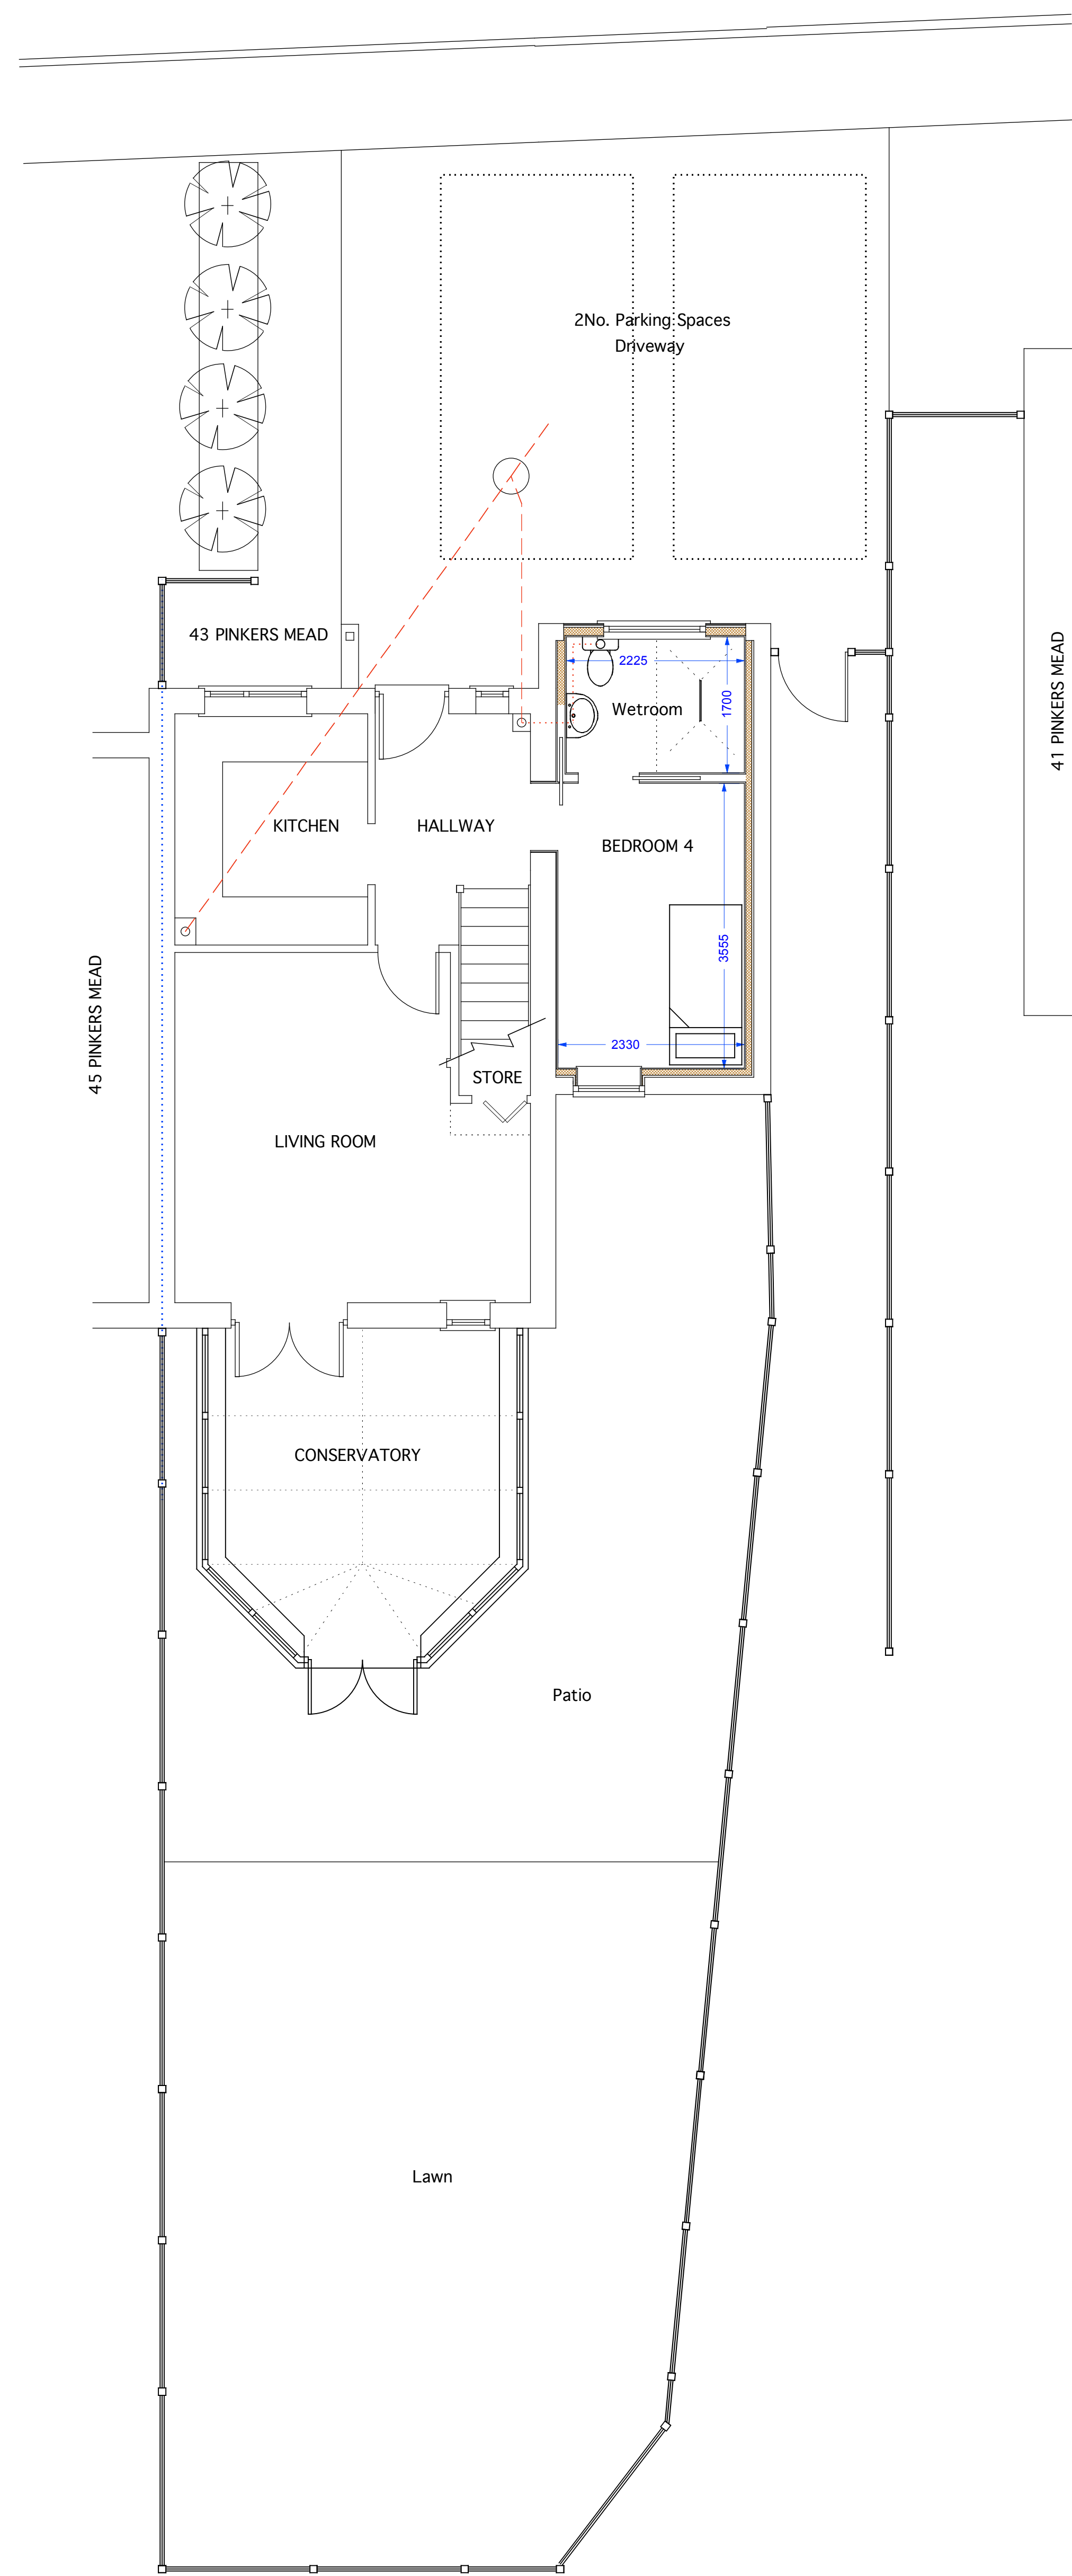 2No. Parking Spaces
Driveway
43 PINKERS MEAD
41 PINKERS MEAD
2225
1700
Wetroom
KITCHEN
HALLWAY
BEDROOM 4
3555
45 PINKERS MEAD
2330
STORE
LIVING ROOM
CONSERVATORY
Patio
Lawn